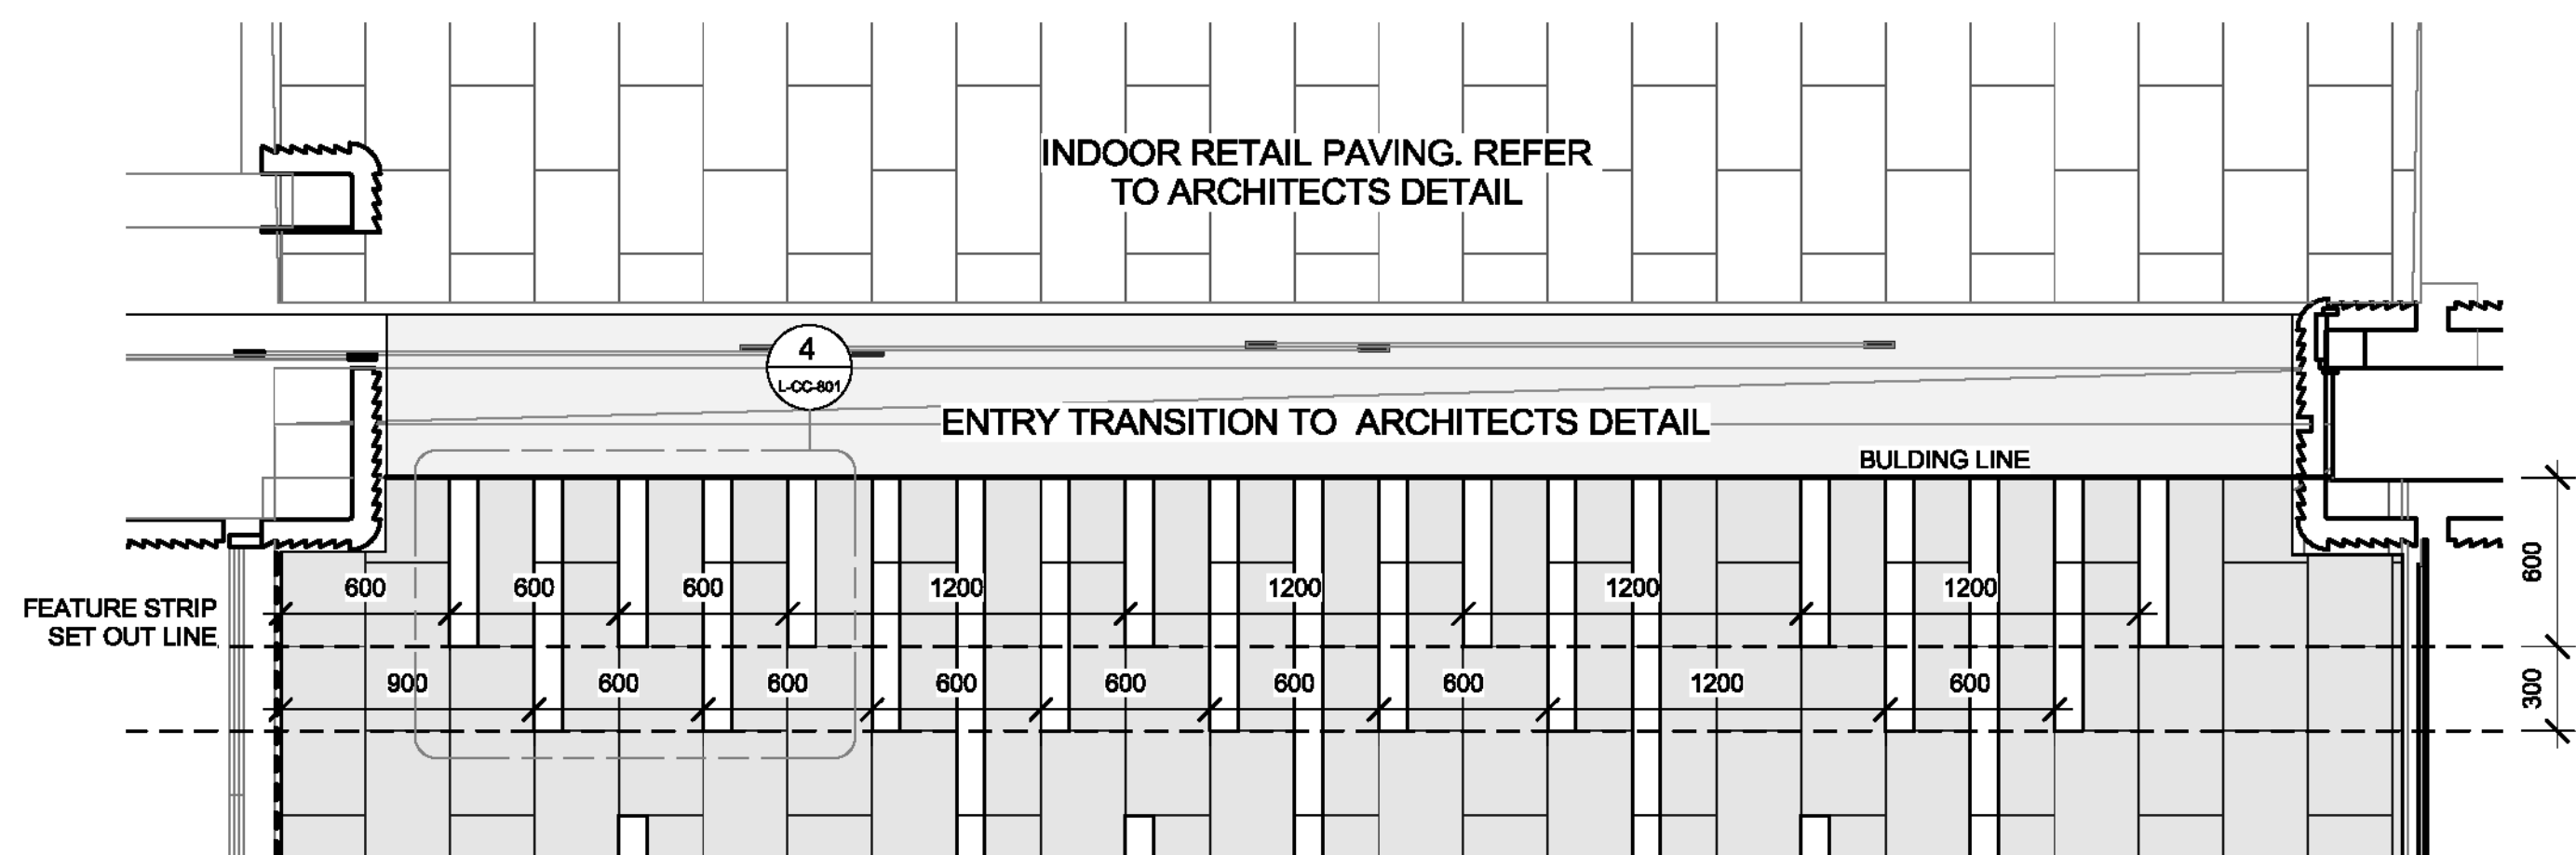 INDOOR RETAIL PAVING. REFER
TO ARCHITECTS DETAIL
4
L-CC-801
ENTRY TRANSITION TO ARCHITECTS DETAIL
BULDING LINE
600
600
600
1200
1200
1200
1200
600
FEATURE STRIP
SET OUT LINE
900
600
600
600
600
600
600
1200
600
300